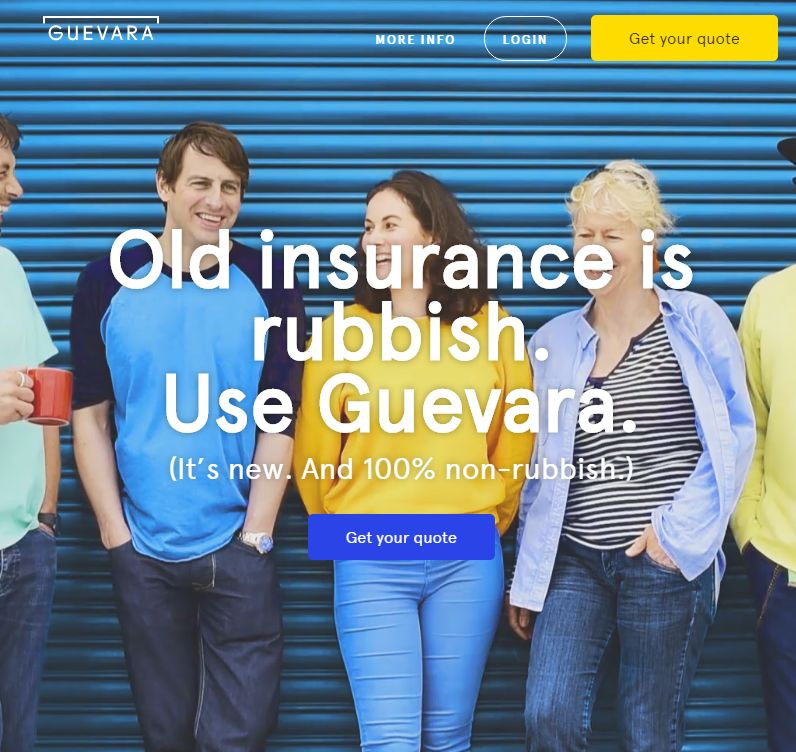 GUEVARA
MORE INFO
LOGIN
Get your quote
Old insurance is
rubbish.
Use Guevara.
(It’s new. And 100% non-rubbish.)
Get your quote